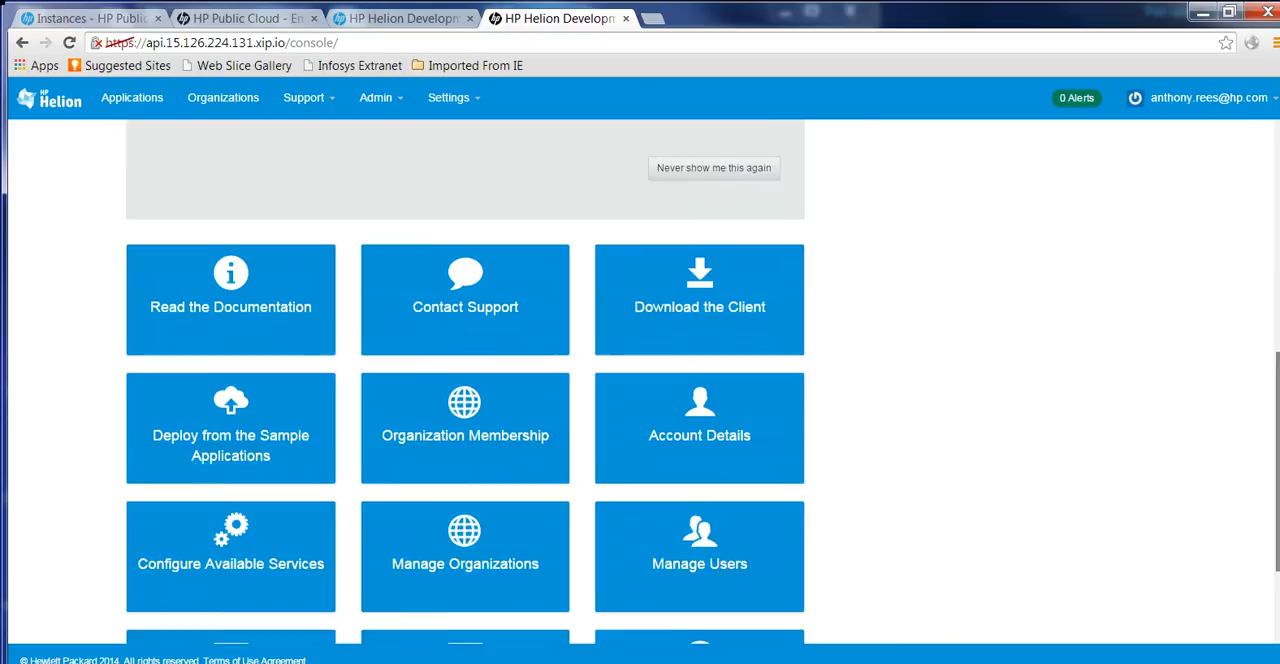 Instances - HP Public
HP Public Cloud - En
HP Helion Developm
HP Helion Developm
https://api.15.126.224.131.xip.io/console/
Apps
Suggested Sites
Web Slice Gallery
Infosys Extranet
Imported From IE
HP Helion
Applications
Organizations
Support
Admin
Settings
0 Alerts
anthony.rees@hp.com
Never show me this again
Read the Documentation
Contact Support
Download the Client
Deploy from the Sample
Applications
Organization Membership
Account Details
Configure Available Services
Manage Organizations
Manage Users
© Hewlett Packard 2014. All rights reserved. Terms of Use Agreement